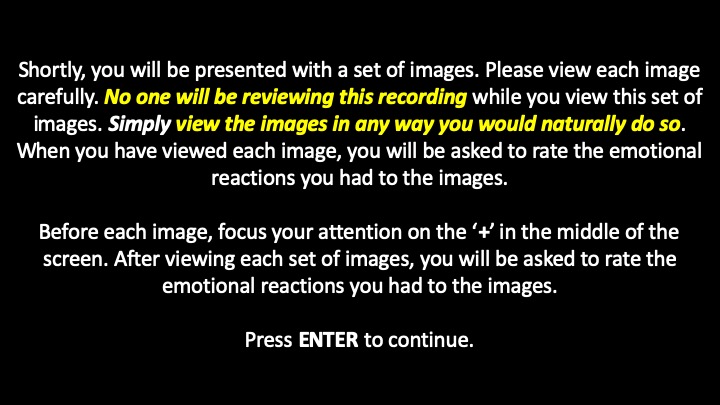 Shortly, you will be presented with a set of images. Please view each image
carefully. No one will be reviewing this recording while you view this set of
images. Simply view the images in any way you would naturally do so.
When you have viewed each image, you will be asked to rate the emotional
reactions you had to the images.
Before each image, focus your attention on the ‘+’ in the middle of the
screen. After viewing each set of images, you will be asked to rate the
emotional reactions you had to the images.
Press ENTER to continue.